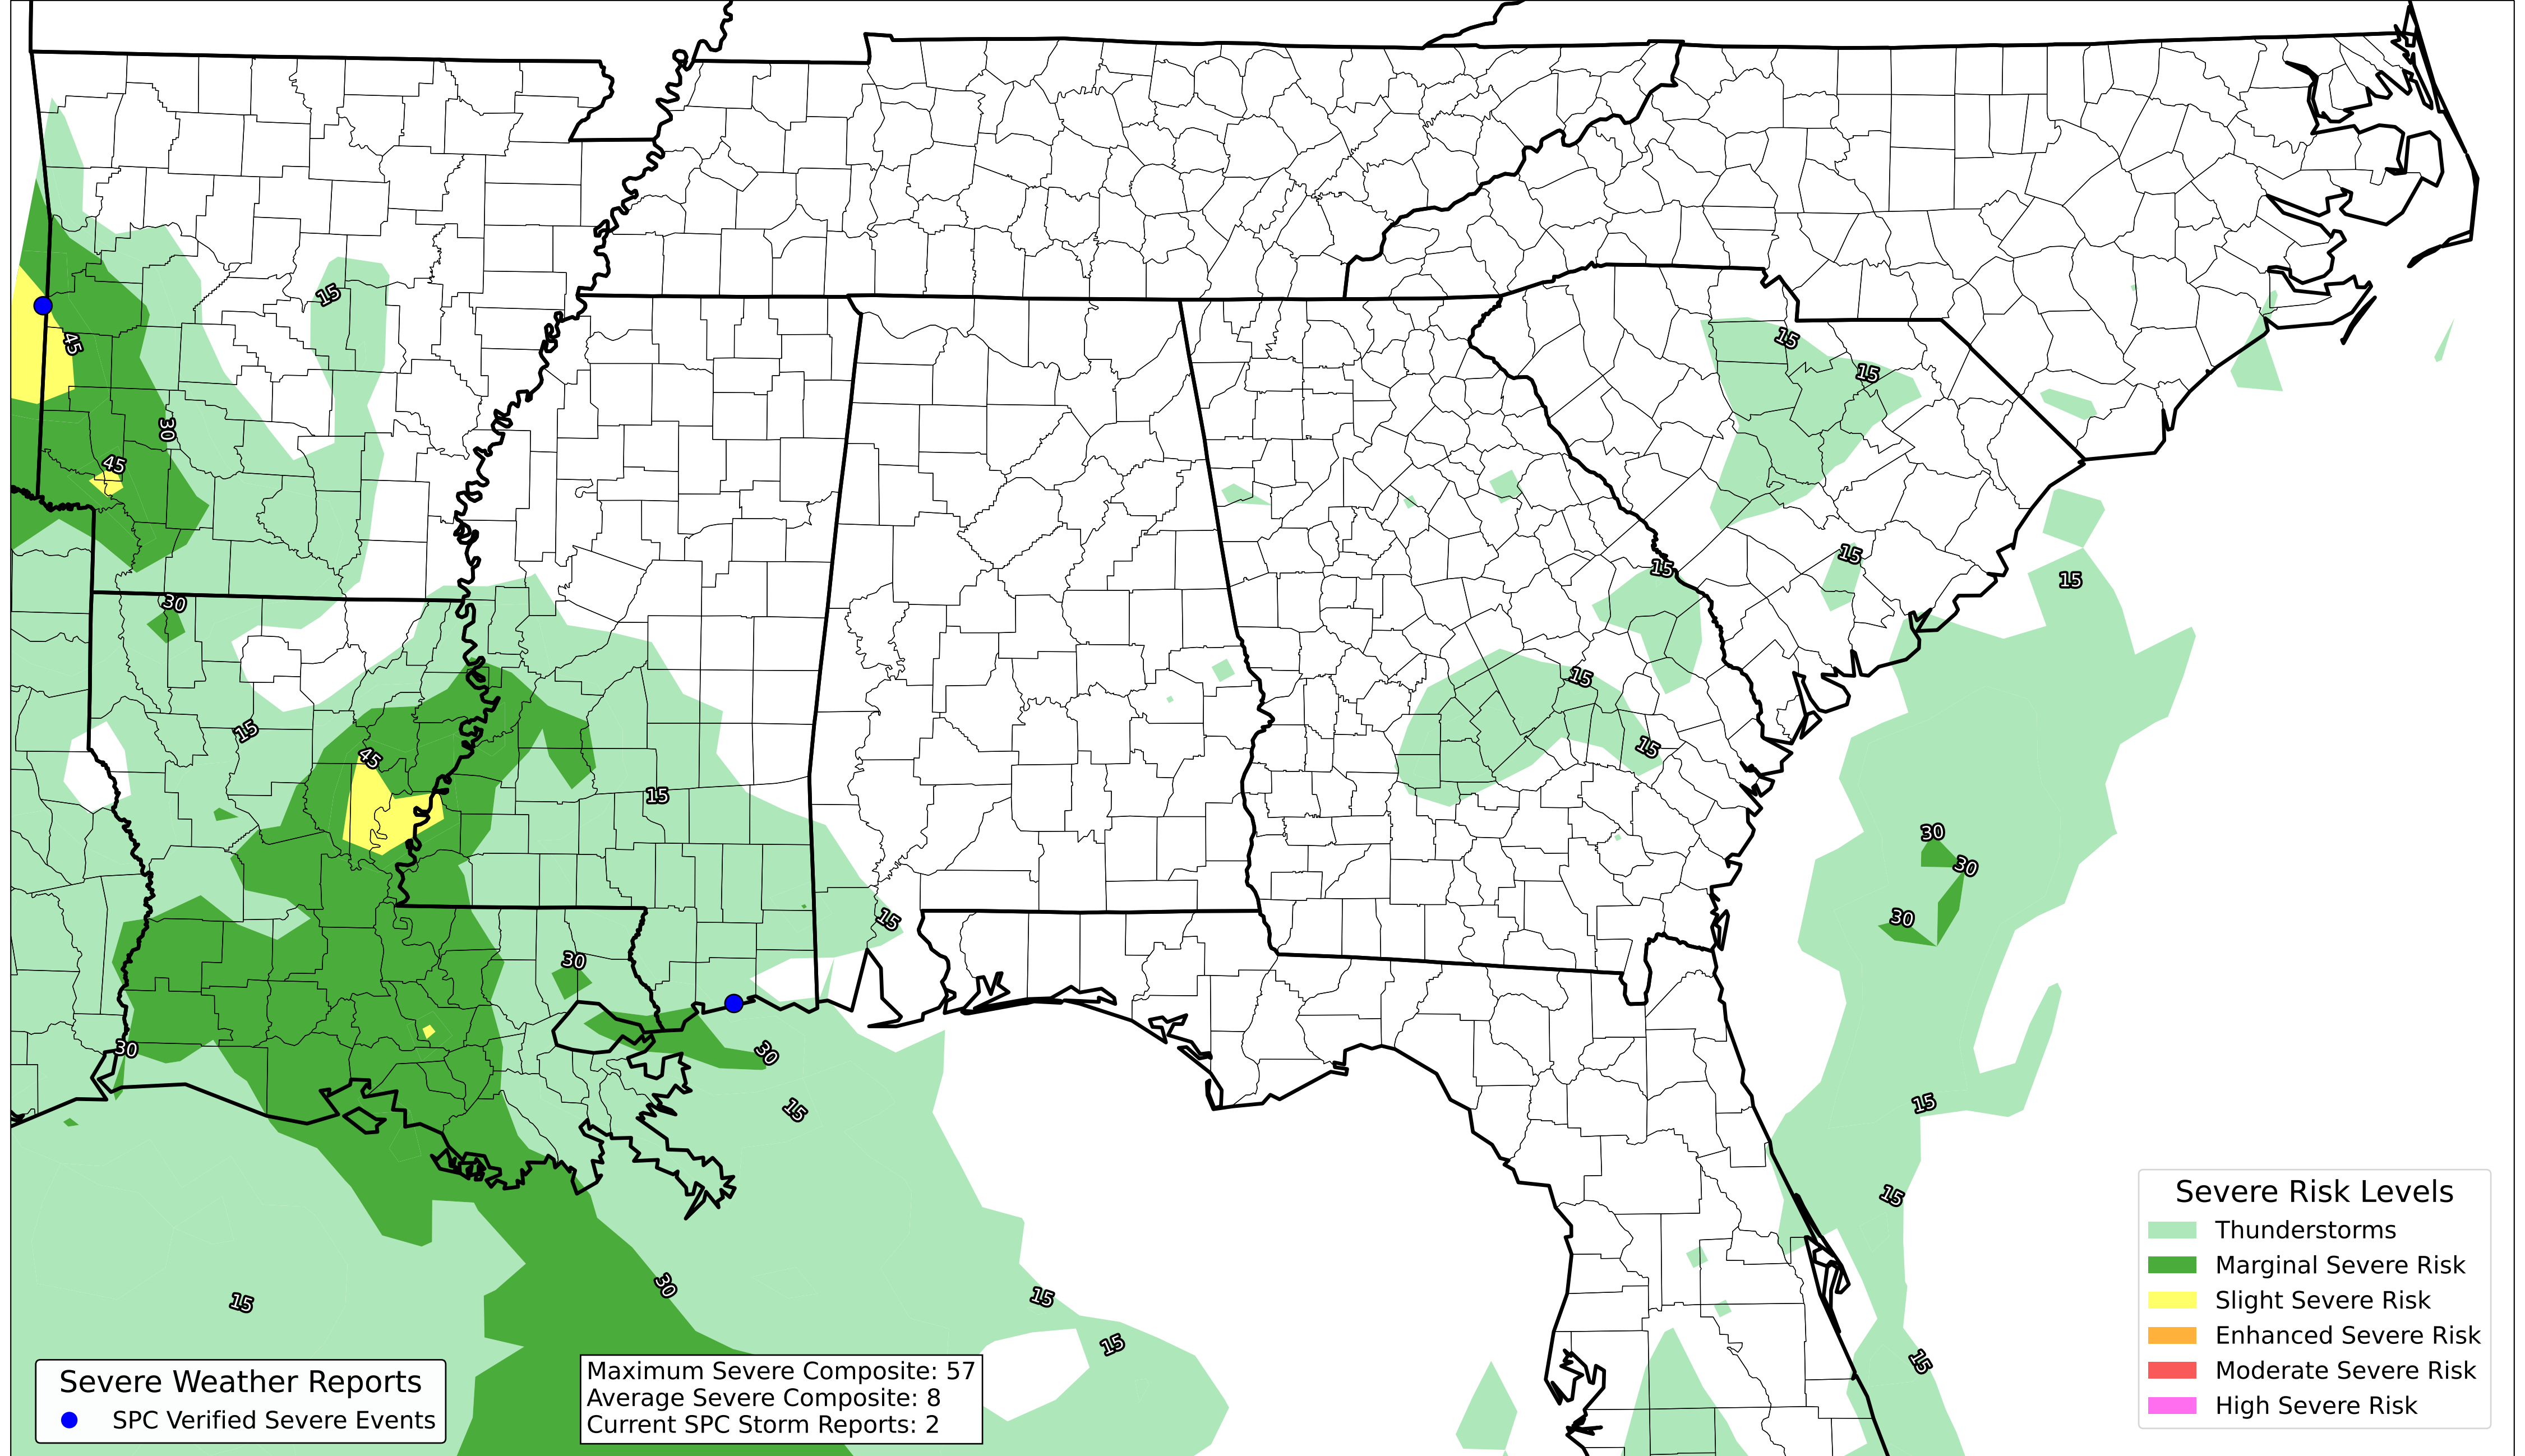 15
45
30
45
15
15
30
15
15
15
15
45
15
15
15
30
30
30
15
30
30
30
15
15
15
15
30
15
15
15
Severe Risk Levels
Thunderstorms
Marginal Severe Risk
Slight Severe Risk
Enhanced Severe Risk
Moderate Severe Risk
High Severe Risk
Severe Weather Reports
SPC Verified Severe Events
Maximum Severe Composite: 57
Average Severe Composite: 8
Current SPC Storm Reports: 2